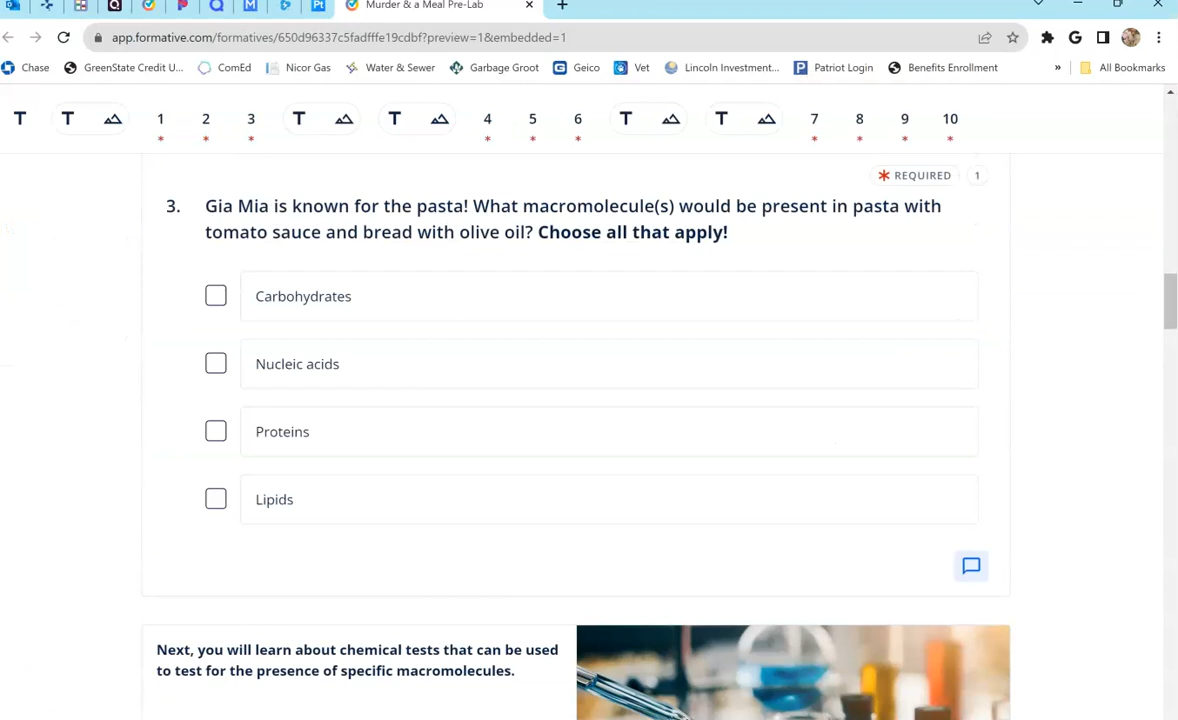 Murder & a Meal Pre-Lab
app.formative.com/formatives/650d96337c5fadfffe19cdbf?preview=1&embedded=1
Chase GreenState Credit U... ComEd Nicor Gas Water & Sewer Garbage Groot Geico Vet Lincoln Investment... Patriot Login Benefits Enrollment » All Bookmarks
T T 1 2 3 T T 4 5 6 T T 7 8 9 10
* * * * * * * * * *
* REQUIRED 1
3. Gia Mia is known for the pasta! What macromolecule(s) would be present in pasta with
tomato sauce and bread with olive oil? Choose all that apply!
Carbohydrates
Nucleic acids
Proteins
Lipids
Next, you will learn about chemical tests that can be used
to test for the presence of specific macromolecules.